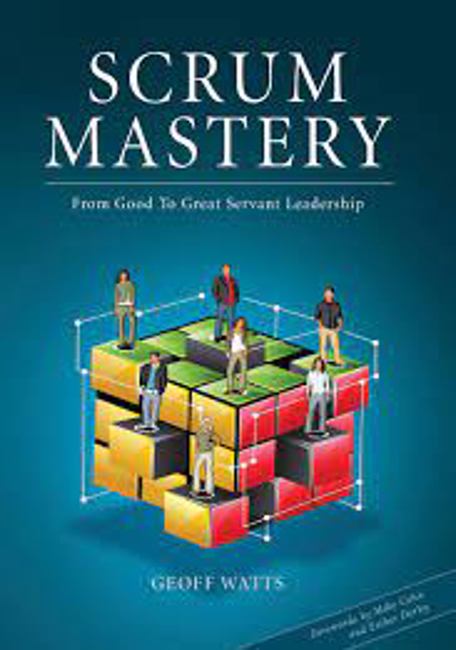 SCRUM
MASTERY
From Good To Great Servant Leadership
GEOFF WATTS
Forewords by Mike Cohn
and Esther Derby